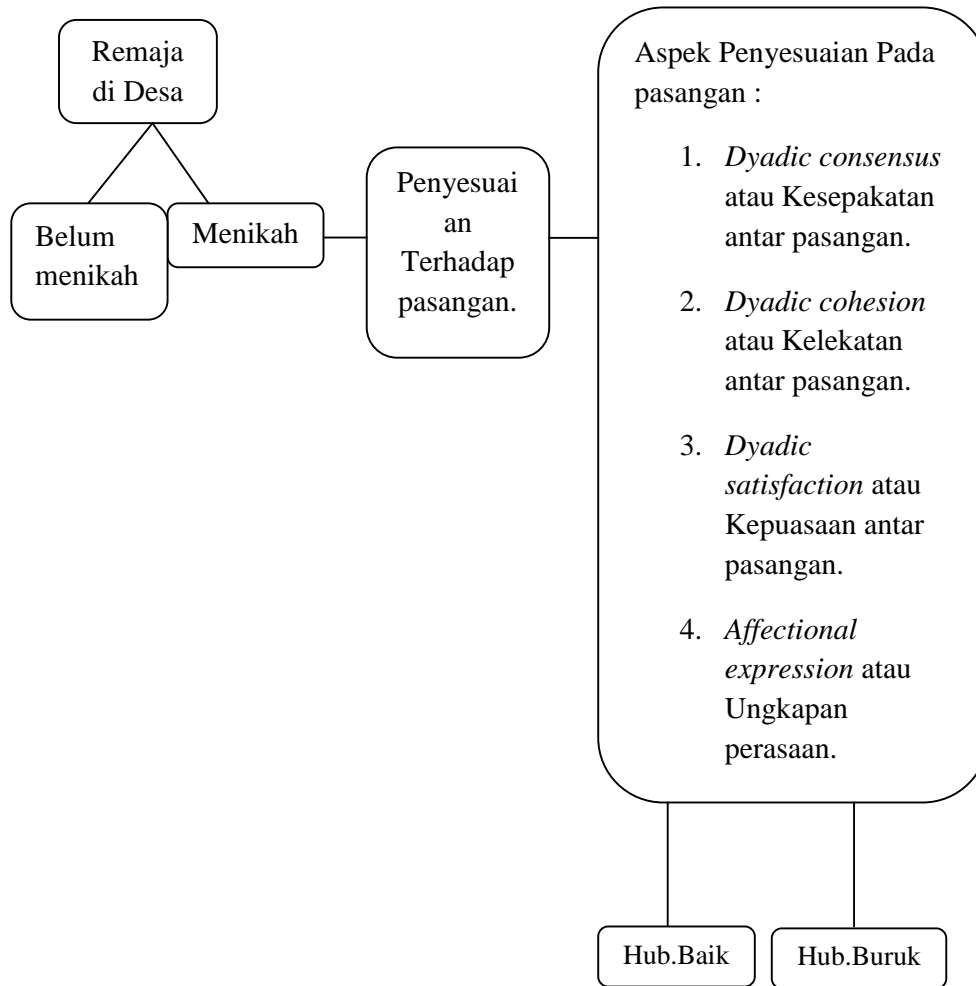 Remaja
di Desa
Belum
menikah
Menikah
Penyesuai
an
Terhadap
pasangan.
Aspek Penyesuaian Pada
pasangan :
1. Dyadic consensus
atau Kesepakatan
antar pasangan.
2. Dyadic cohesion
atau Kelekatan
antar pasangan.
3. Dyadic
satisfaction atau
Kepuasaan antar
pasangan.
4. Affectional
expression atau
Ungkapan
perasaan.
Hub.Baik
Hub.Buruk